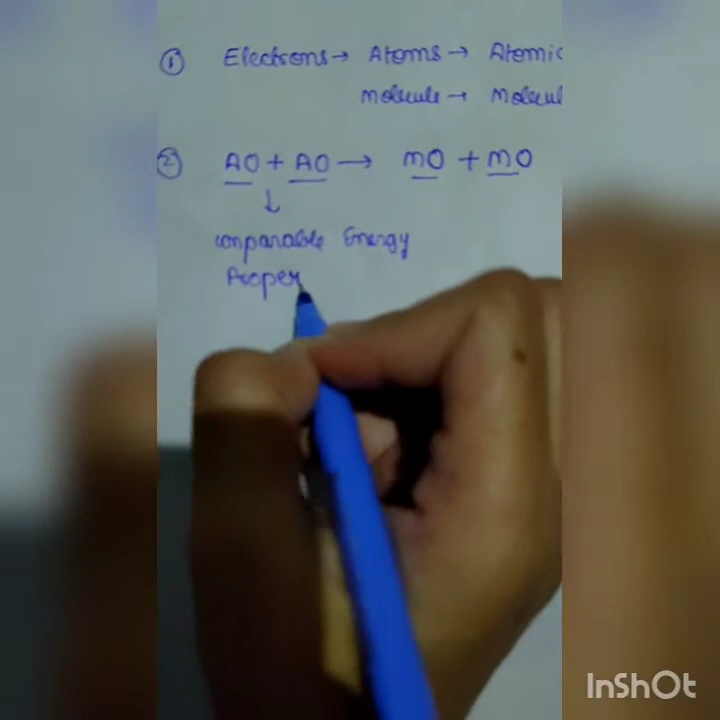 ① Electrons → Atoms → Atomic
Molecule → Molecul
② AO + AO → MO + MO
↓
Comparable Energy
Proper
InShOt